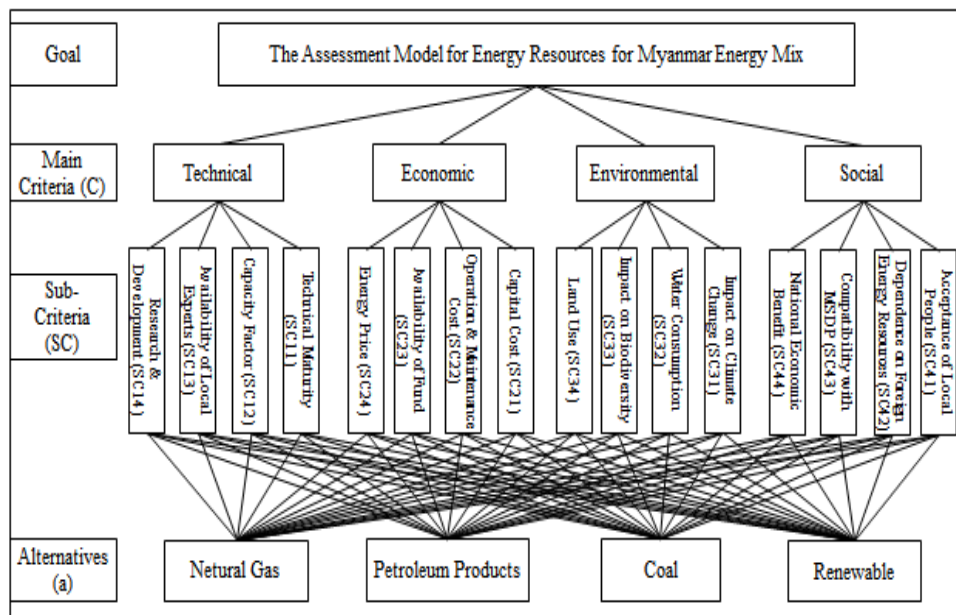 Goal
The Assessment Model for Energy Resources for Myanmar Energy Mix
Main
Criteria (C)
Technical
Economic
Environmental
Social
Sub-
Criteria
(SC)
Research &
Development (SC14)
Availability of Local
Experts (SC13)
Capacity Factor (SC12)
Technical Maturity
(SC11)
Energy Price (SC24)
Availability of Fund
(SC23)
Operation & Maintenance
Cost (SC22)
Capital Cost (SC21)
Land Use (SC34)
Impact on Biodiversity
(SC33)
Water Consumption
(SC32)
Impact on Climate
Change (SC31)
National Economic
Benefit (SC44)
Compatibility with
MSDP (SC43)
Dependence on Foreign
Energy Resources (SC42)
Acceptance of Local
People (SC41)
Alternatives
(a)
Netural Gas
Petroleum Products
Coal
Renewable